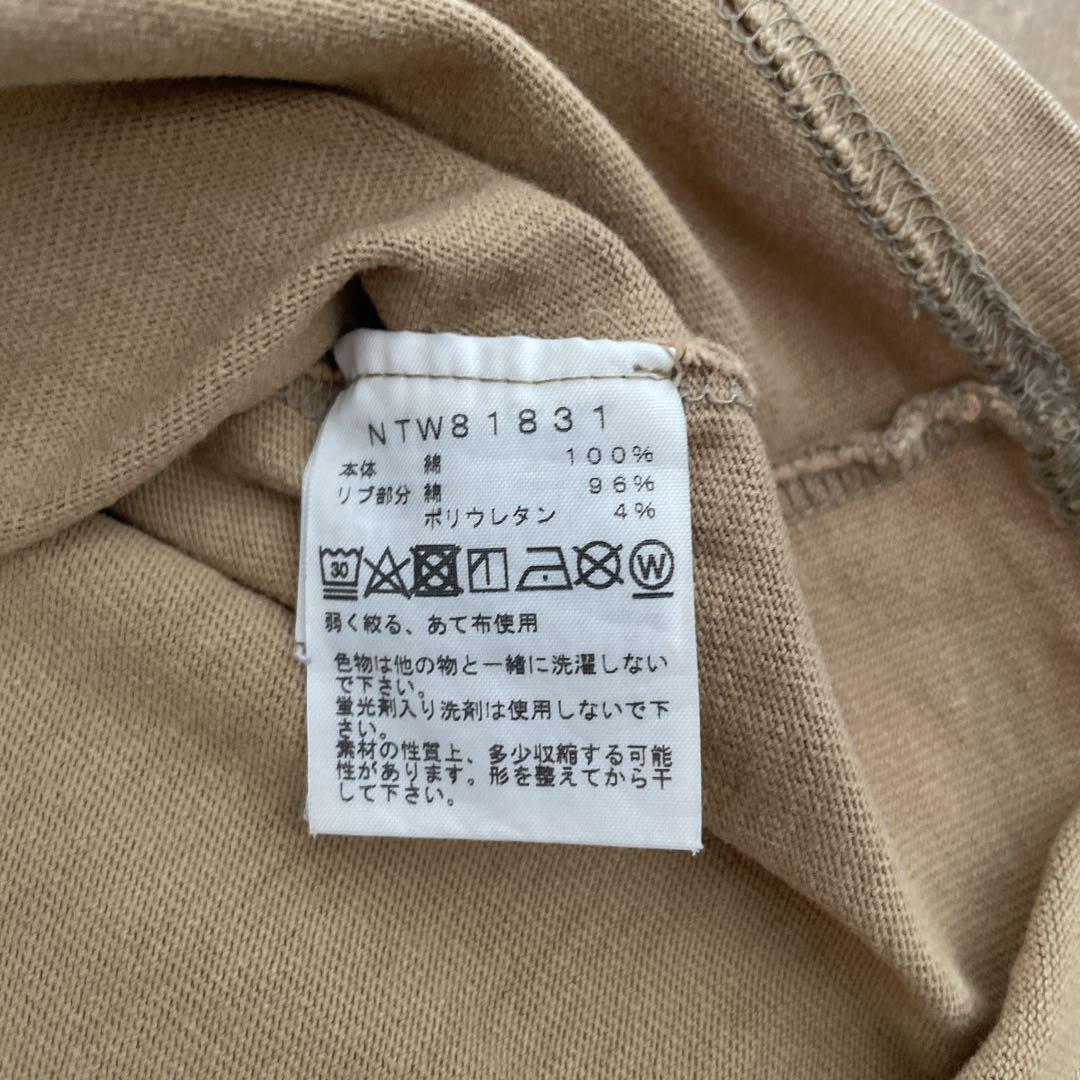 NTW81831
本体 綿 100%
リブ部分 綿 96%
ポリウレタン 4%
30 W
弱く絞る、あて布使用
色物は他の物と一緒に洗濯しない
で下さい。
蛍光剤入り洗剤は使用しないで下
さい。
素材の性質上、多少収縮する可能
性があります。形を整えてから干
して下さい。